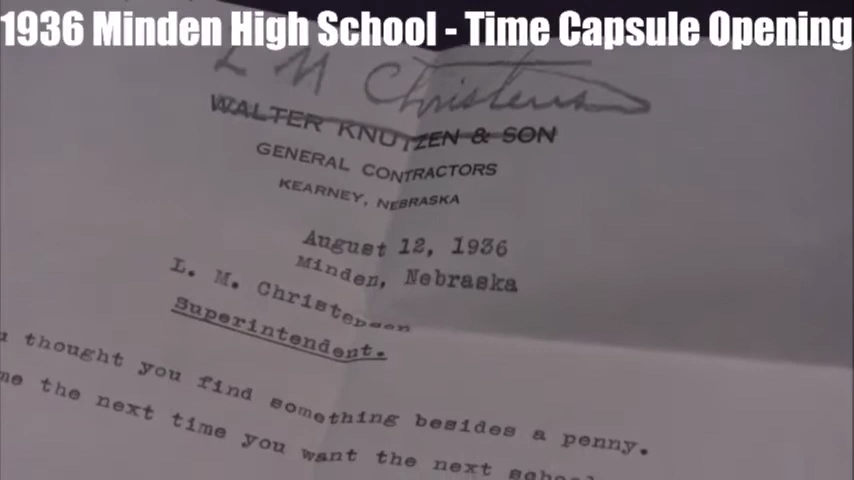 1936 Minden High School - Time Capsule Opening
L M Christensen
WALTER KNUTZEN & SON
GENERAL CONTRACTORS
KEARNEY, NEBRASKA
August 12, 1936
Minden, Nebraska
L. M. Christensen
Superintendent.
thought you find something besides a penny.
the next time you want the next